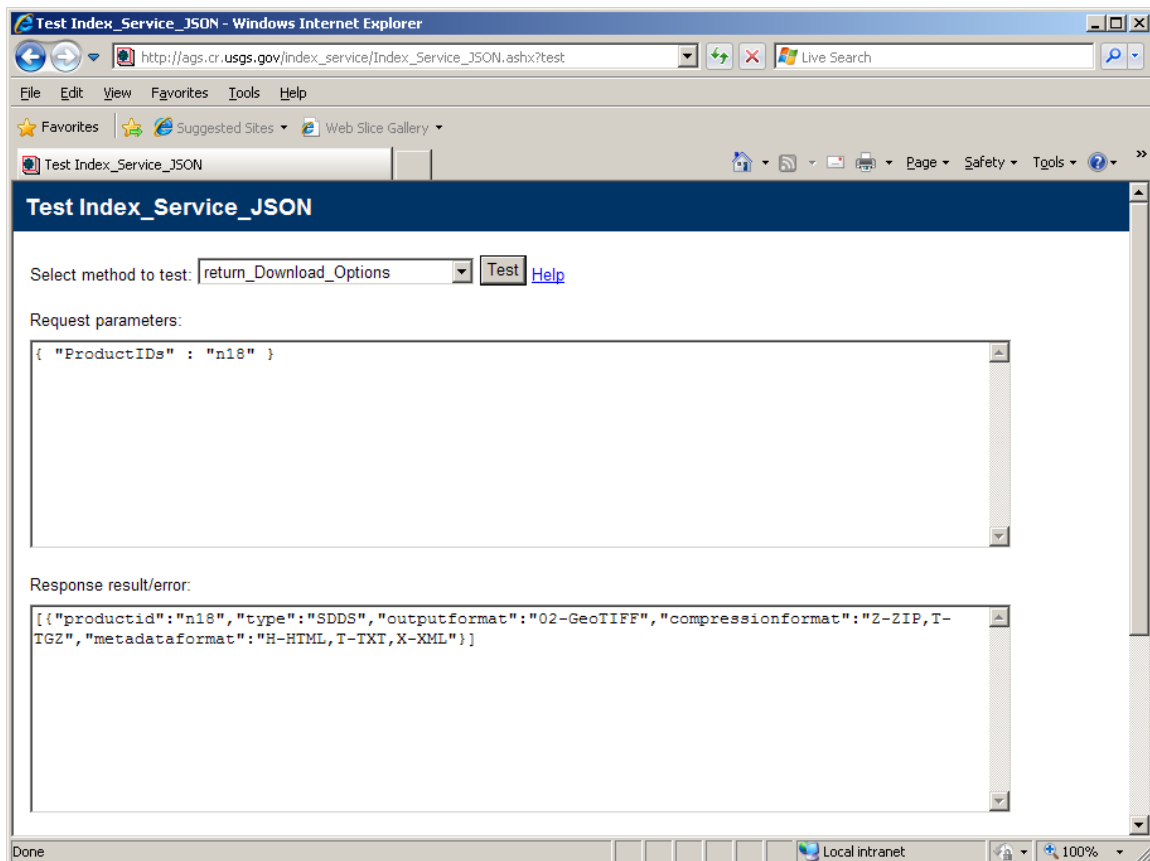 Test Index_Service_JSON - Windows Internet Explorer
http://ags.cr.usgs.gov/index_service/Index_Service_JSON.ashx?test
Live Search
File Edit View Favorites Tools Help
Favorites Suggested Sites Web Slice Gallery
Test Index_Service_JSON
Page Safety Tools »
Test Index_Service_JSON
Select method to test: return_Download_Options Test Help
Request parameters:
{ "ProductIDs" : "n18" }
Response result/error:
[{"productid":"n18","type":"SDDS","outputformat":"02-GeoTIFF","compressionformat":"Z-ZIP,T-
TGZ","metadataformat":"H-HTML,T-TXT,X-XML"}]
Done Local intranet 100%